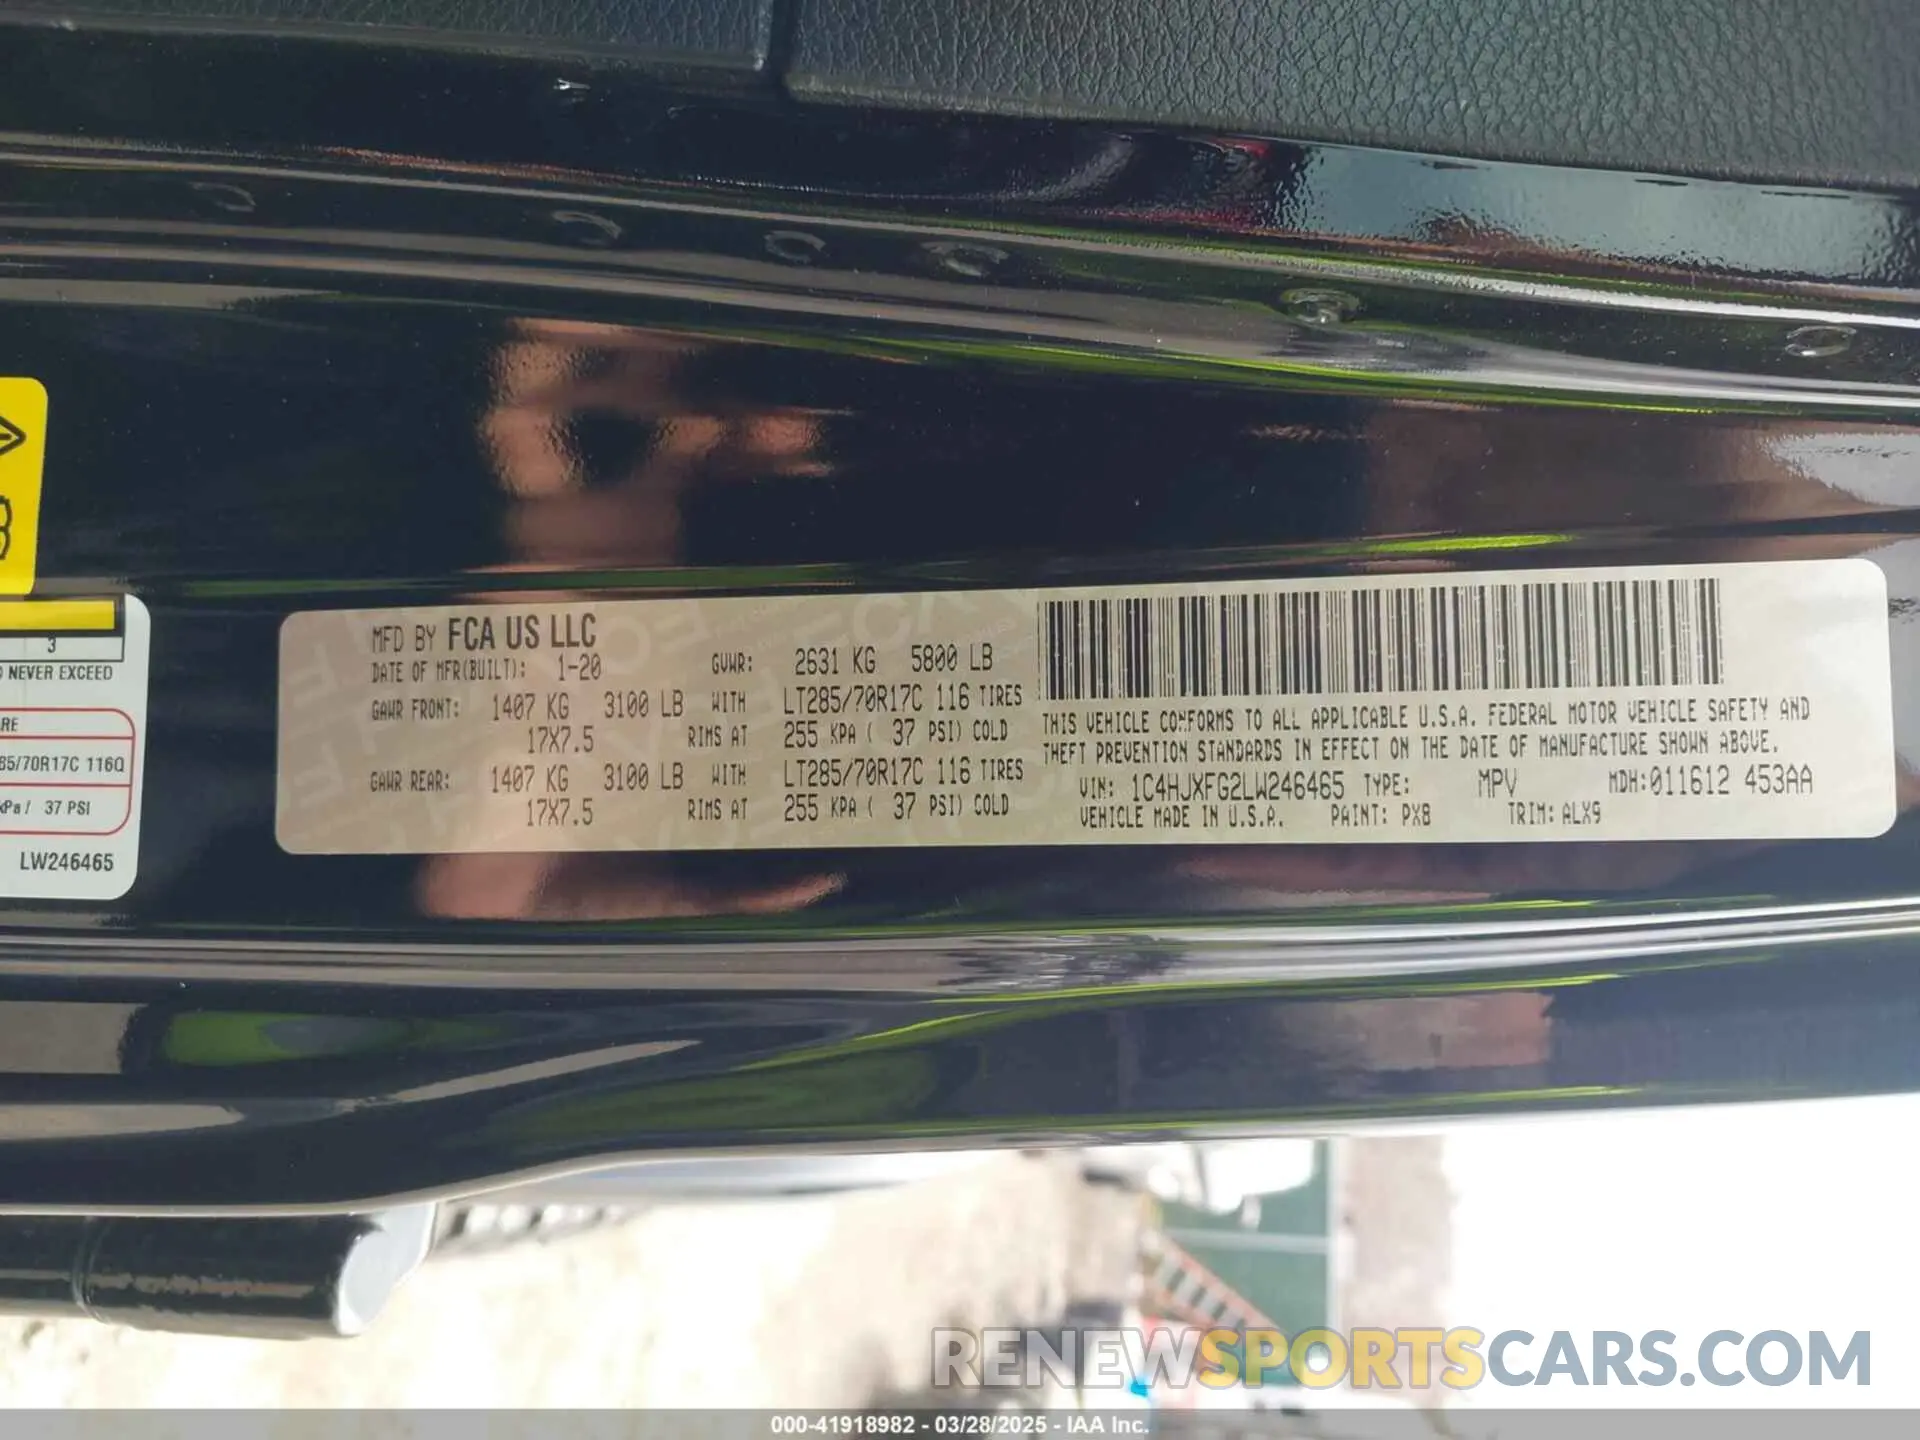 3
NEVER EXCEED
85/70R17C 116Q
kPa / 37 PSI
LW246465
MFD BY FCA US LLC
DATE OF MFR(BUILT): 1-20 GVWR: 2631 KG 5800 LB
GAWR FRONT: 1407 KG 3100 LB WITH LT285/70R17C 116 TIRES
17X7.5 RIMS AT 255 KPA ( 37 PSI) COLD
GAWR REAR: 1407 KG 3100 LB WITH LT285/70R17C 116 TIRES
17X7.5 RIMS AT 255 KPA ( 37 PSI) COLD
THIS VEHICLE CONFORMS TO ALL APPLICABLE U.S.A. FEDERAL MOTOR VEHICLE SAFETY AND
THEFT PREVENTION STANDARDS IN EFFECT ON THE DATE OF MANUFACTURE SHOWN ABOVE.
VIN: 1C4HJXFG2LW246465 TYPE: MPV MDH:011612 453AA
VEHICLE MADE IN U.S.A. PAINT: PX8 TRIM: ALX9
RENEWSPORTSCARS.COM
000-41918982 - 03/28/2025 - IAA Inc.